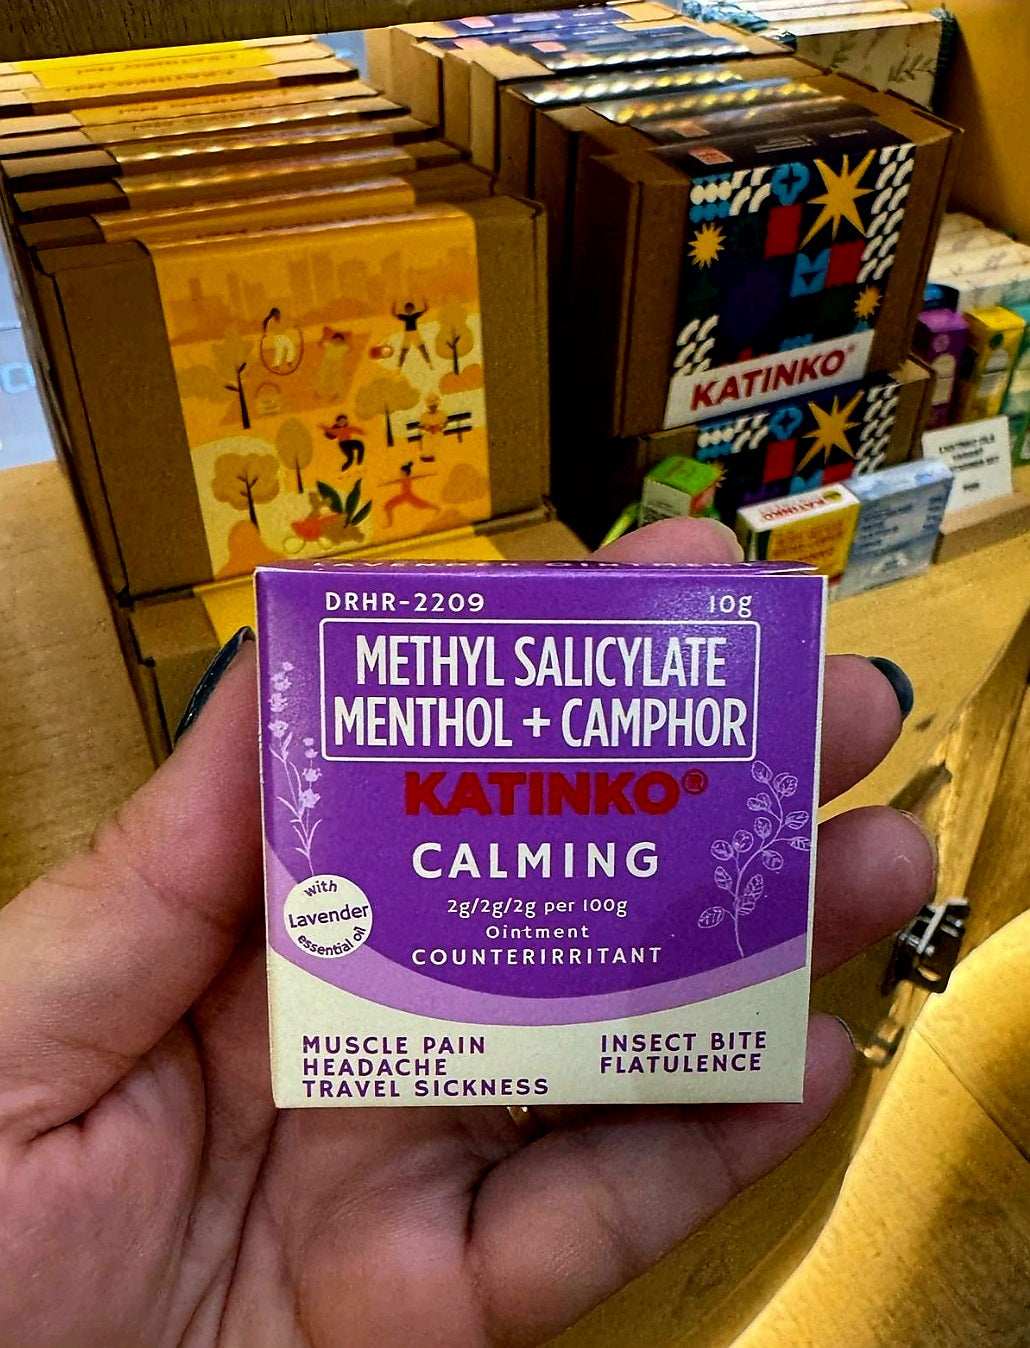 KATINKO®
KATINKO
DRHR-2209
10g
METHYL SALICYLATE
MENTHOL + CAMPHOR
KATINKO®
CALMING
with
Lavender
essential oil
2g/2g/2g per 100g
Ointment
COUNTERIRRITANT
MUSCLE PAIN
HEADACHE
TRAVEL SICKNESS
INSECT BITE
FLATULENCE